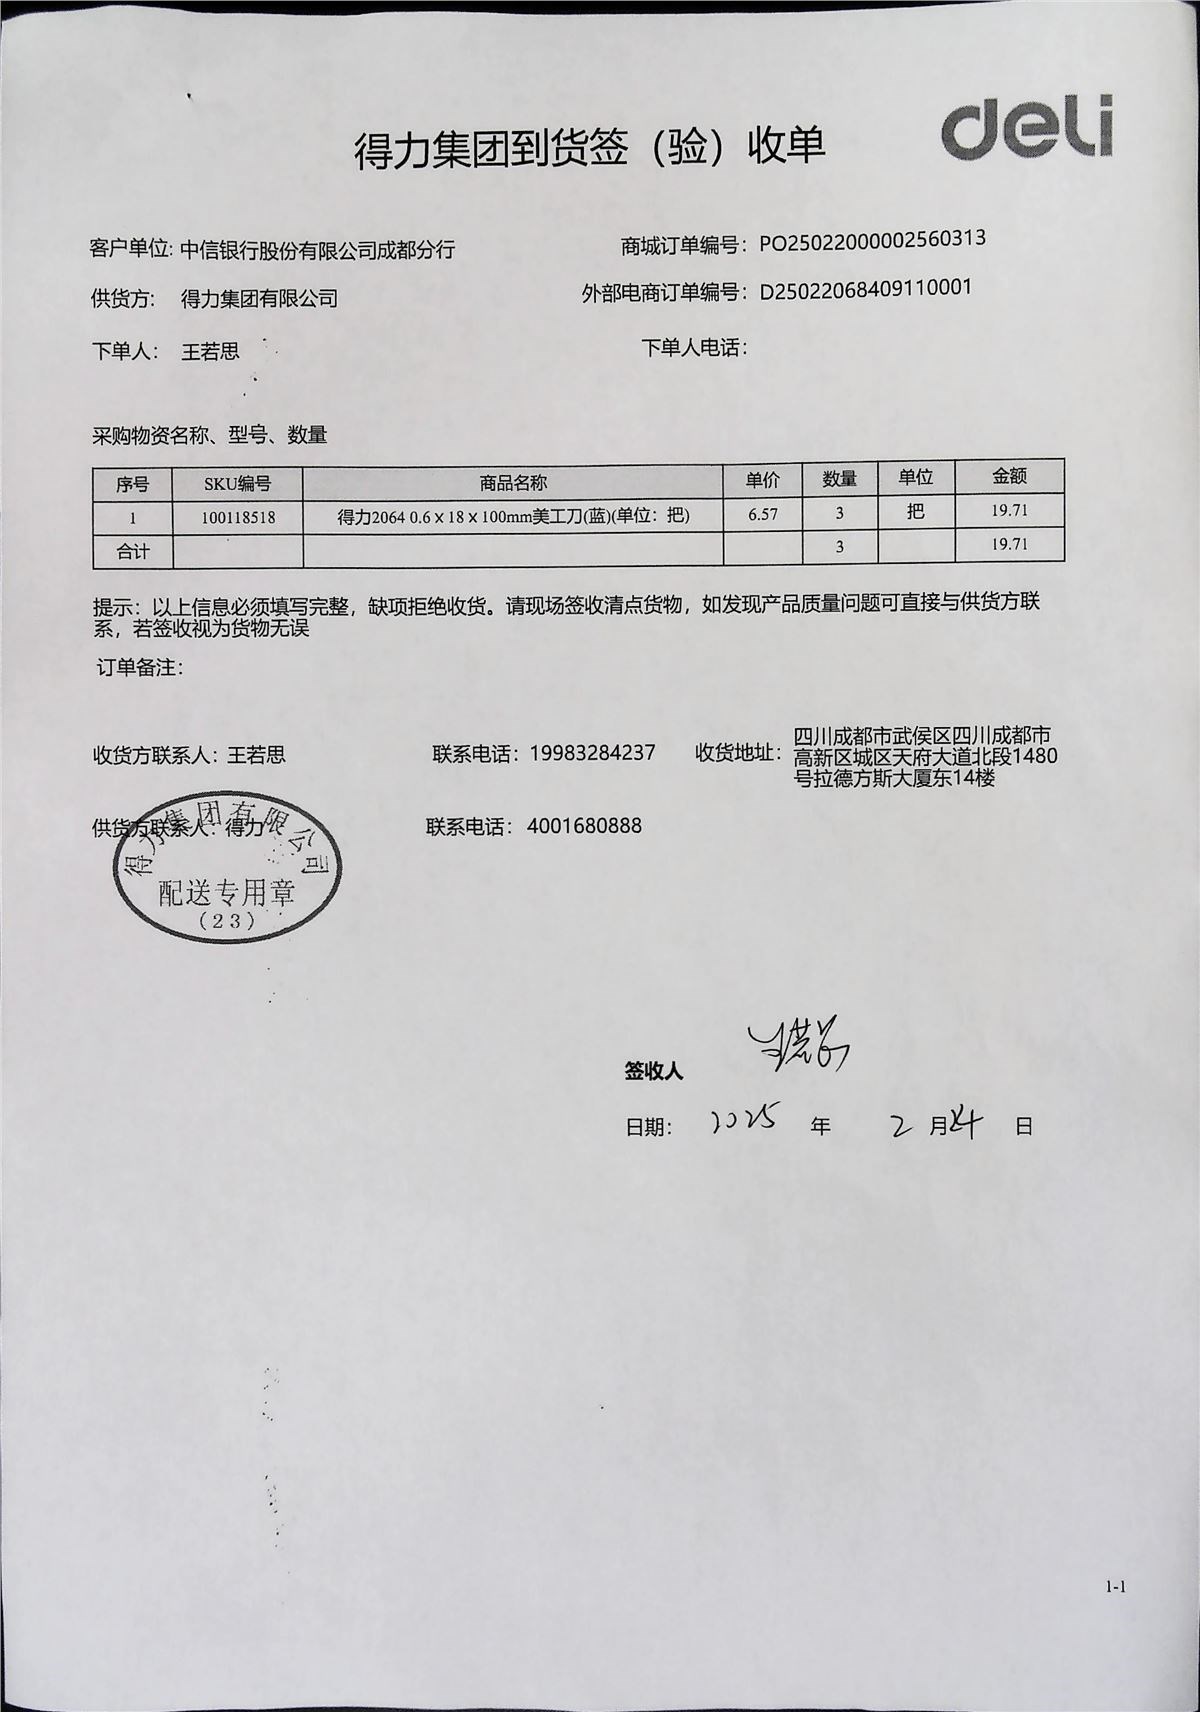 deli
得力集团到货签（验）收单
客户单位: 中信银行股份有限公司成都分行
商城订单编号: PO25022000002560313
供货方: 得力集团有限公司
外部电商订单编号: D25022068409110001
下单人: 王若思
下单人电话:
采购物资名称、型号、数量
序号 SKU编号 商品名称 单价 数量 单位 金额
1 100118518 得力2064 0.6 x 18 x 100mm美工刀(蓝)(单位：把) 6.57 3 把 19.71
合计 3 19.71
提示：以上信息必须填写完整，缺项拒绝收货。请现场签收清点货物，如发现产品质量问题可直接与供货方联
系，若签收视为货物无误
订单备注:
收货方联系人: 王若思
联系电话: 19983284237
收货地址:
四川成都市武侯区四川成都市
高新区城区天府大道北段1480
号拉德方斯大厦东14楼
供货方联系人: 得力
联系电话: 4001680888
得力集团有限公司
配送专用章
(23)
签收人 王若思
日期: 2025 年 2 月 24 日
1-1